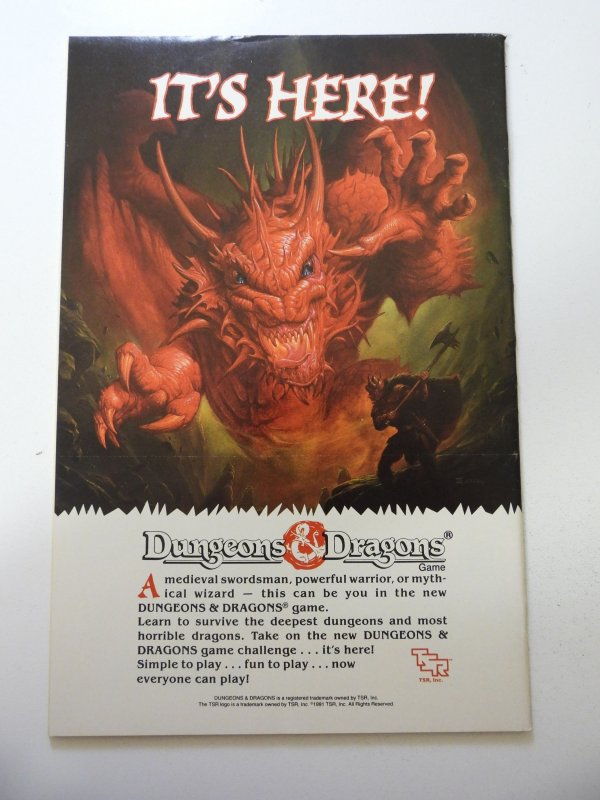 IT'S HERE!
Dungeons & Dragons®
Game
A medieval swordsman, powerful warrior, or myth-
ical wizard — this can be you in the new
DUNGEONS & DRAGONS® game.
Learn to survive the deepest dungeons and most
horrible dragons. Take on the new DUNGEONS &
DRAGONS game challenge . . . it's here!
Simple to play . . . fun to play . . . now
everyone can play!
TSR
TSR, Inc.
DUNGEONS & DRAGONS is a registered trademark owned by TSR, Inc.
The TSR logo is a trademark owned by TSR, Inc. ©1991 TSR, Inc. All Rights Reserved.